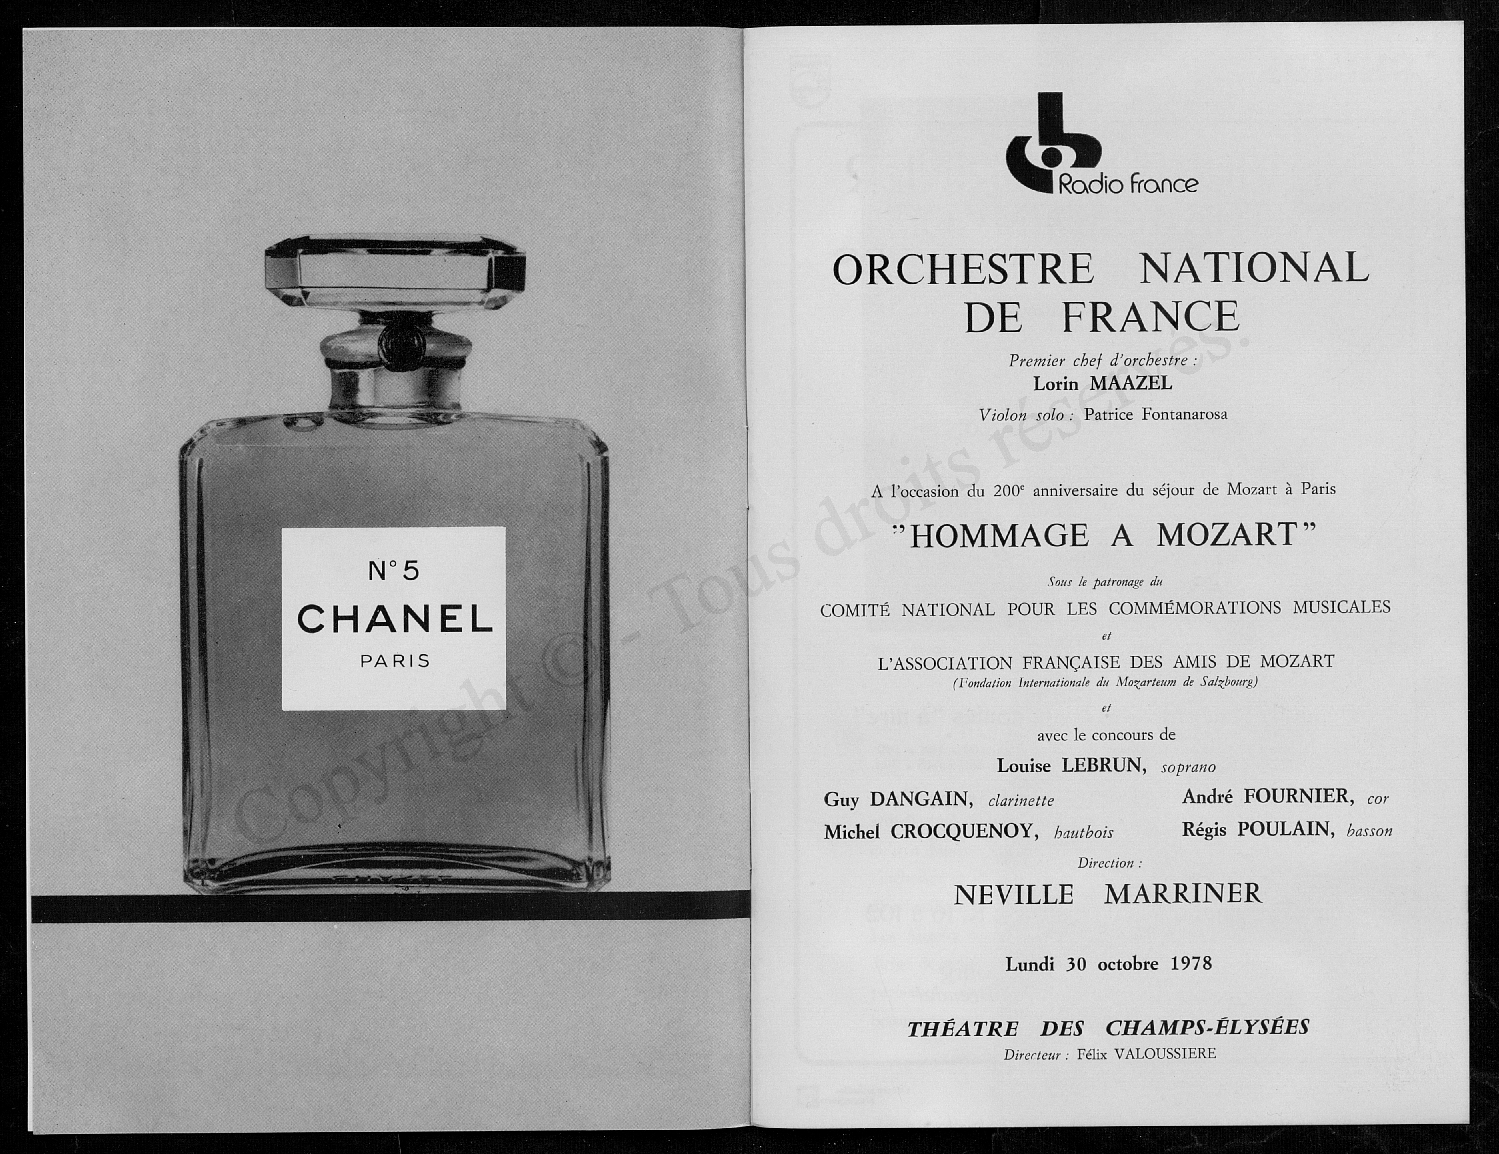 N° 5
CHANEL
PARIS
Radio France
ORCHESTRE NATIONAL
DE FRANCE
Premier chef d'orchestre :
Lorin MAAZEL
Violon solo : Patrice Fontanarosa
A l'occasion du 200e anniversaire du séjour de Mozart à Paris
"HOMMAGE A MOZART"
Sous le patronage du
COMITÉ NATIONAL POUR LES COMMÉMORATIONS MUSICALES
et
L'ASSOCIATION FRANÇAISE DES AMIS DE MOZART
(Fondation Internationale du Mozarteum de Salzbourg)
et
avec le concours de
Louise LEBRUN, soprano
Guy DANGAIN, clarinette André FOURNIER, cor
Michel CROCQUENOY, hautbois Régis POULAIN, basson
Direction :
NEVILLE MARRINER
Lundi 30 octobre 1978
THÉATRE DES CHAMPS-ÉLYSÉES
Directeur : Félix VALOUSSIERE
Copyright © - Tous droits réservés.